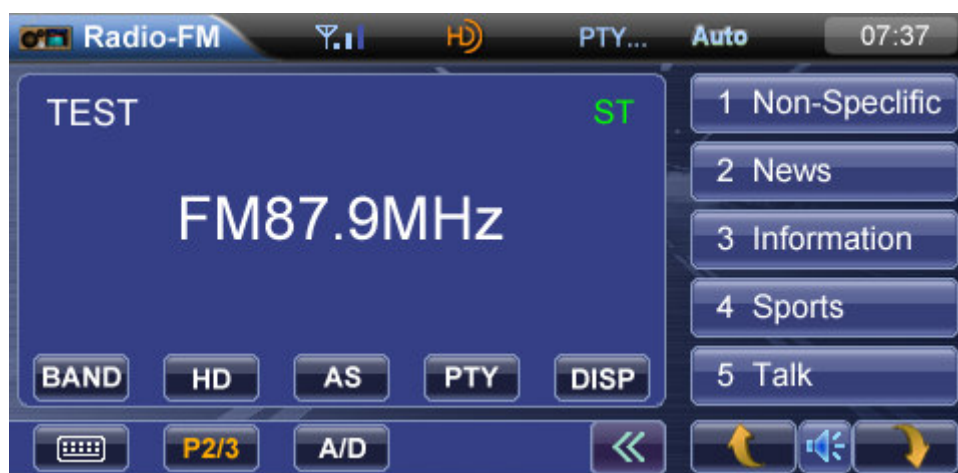 Radio-FM HD PTY... Auto 07:37
TEST ST
FM87.9MHz
BAND HD AS PTY DISP
P2/3 A/D
1 Non-Speclific
2 News
3 Information
4 Sports
5 Talk